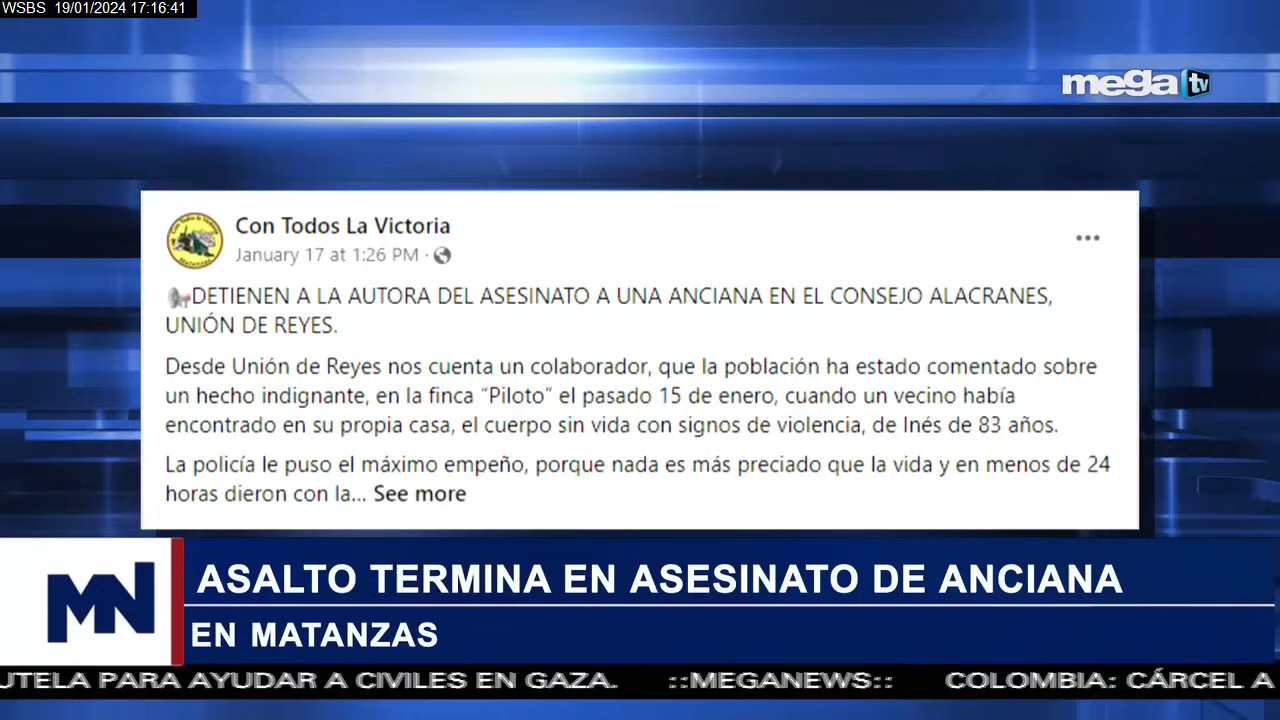 WSBS 19/01/2024 17:16:41
mega tv
Con Todos La Victoria
January 17 at 1:26 PM ·
DETIENEN A LA AUTORA DEL ASESINATO A UNA ANCIANA EN EL CONSEJO ALACRANES,
UNIÓN DE REYES.
Desde Unión de Reyes nos cuenta un colaborador, que la población ha estado comentado sobre
un hecho indignante, en la finca “Piloto” el pasado 15 de enero, cuando un vecino había
encontrado en su propia casa, el cuerpo sin vida con signos de violencia, de Inés de 83 años.
La policía le puso el máximo empeño, porque nada es más preciado que la vida y en menos de 24
horas dieron con la... See more
MN
ASALTO TERMINA EN ASESINATO DE ANCIANA
EN MATANZAS
UTELA PARA AYUDAR A CIVILES EN GAZA. ::MEGANEWS:: COLOMBIA: CÁRCEL A